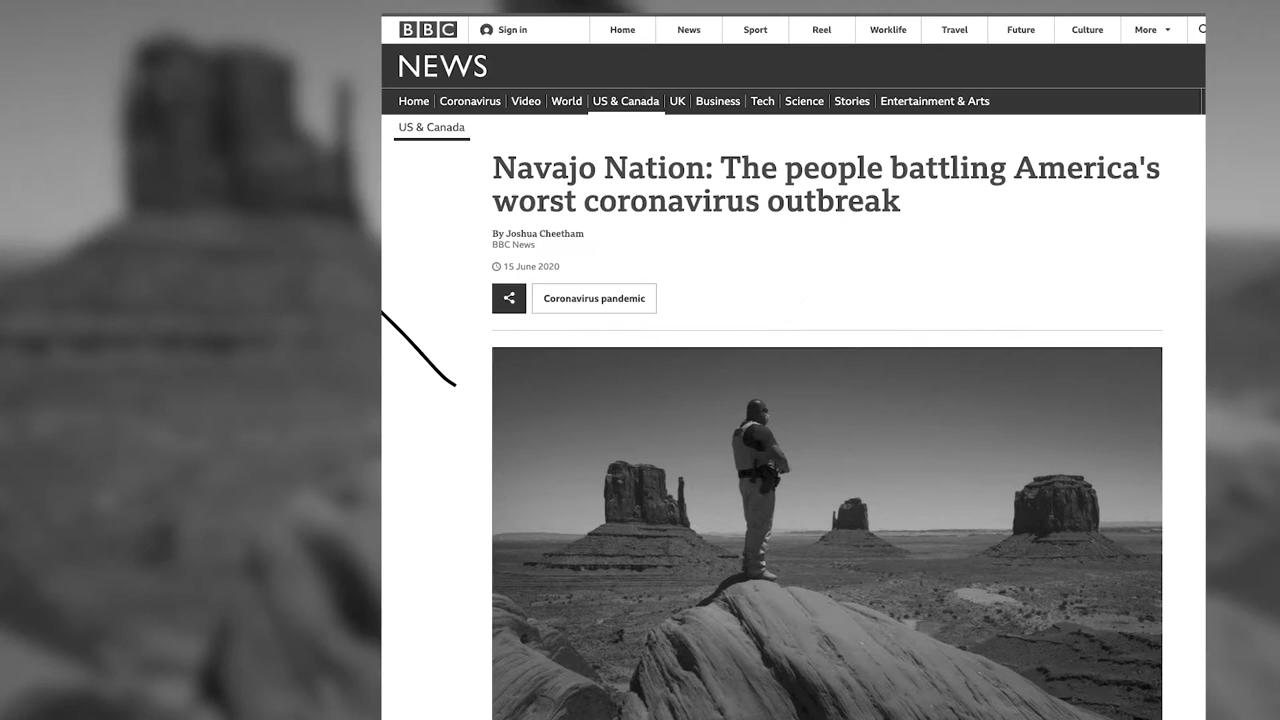 BBC Sign in Home News Sport Reel Worklife Travel Future Culture More
NEWS
Home Coronavirus Video World US & Canada UK Business Tech Science Stories Entertainment & Arts
US & Canada
Navajo Nation: The people battling America's
worst coronavirus outbreak
By Joshua Cheetham
BBC News
15 June 2020
Coronavirus pandemic